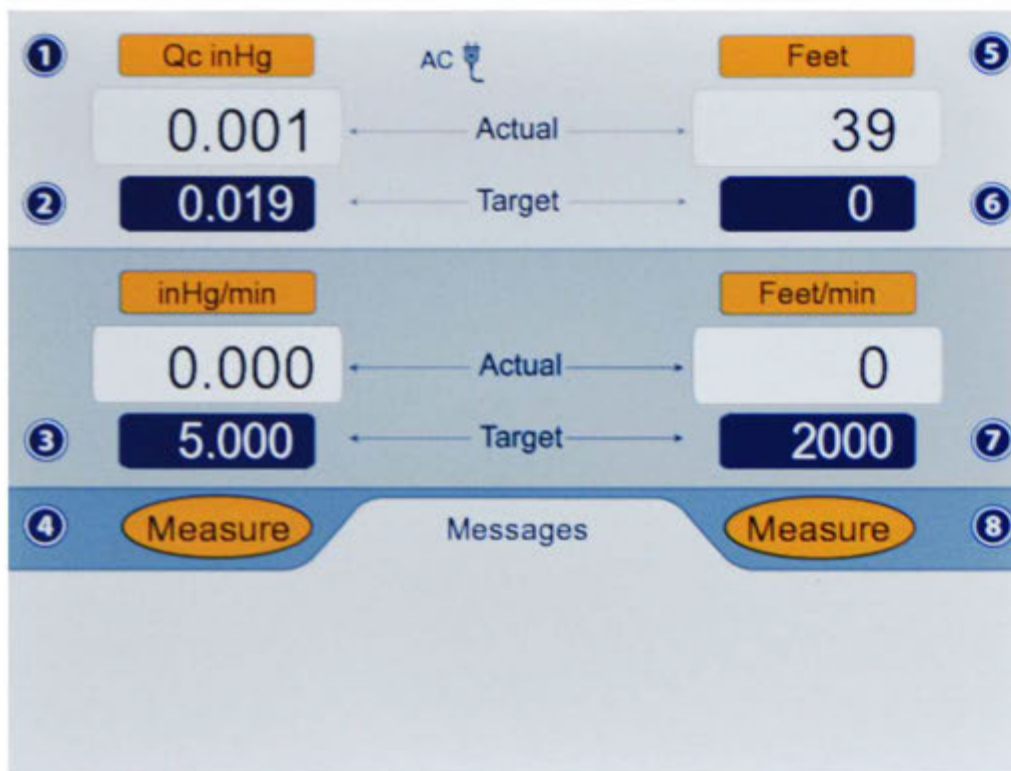 1 Qc inHg AC Feet 5
0.001 Actual 39
2 0.019 Target 0 6
inHg/min Feet/min
0.000 Actual 0
3 5.000 Target 2000 7
4 Measure Messages Measure 8